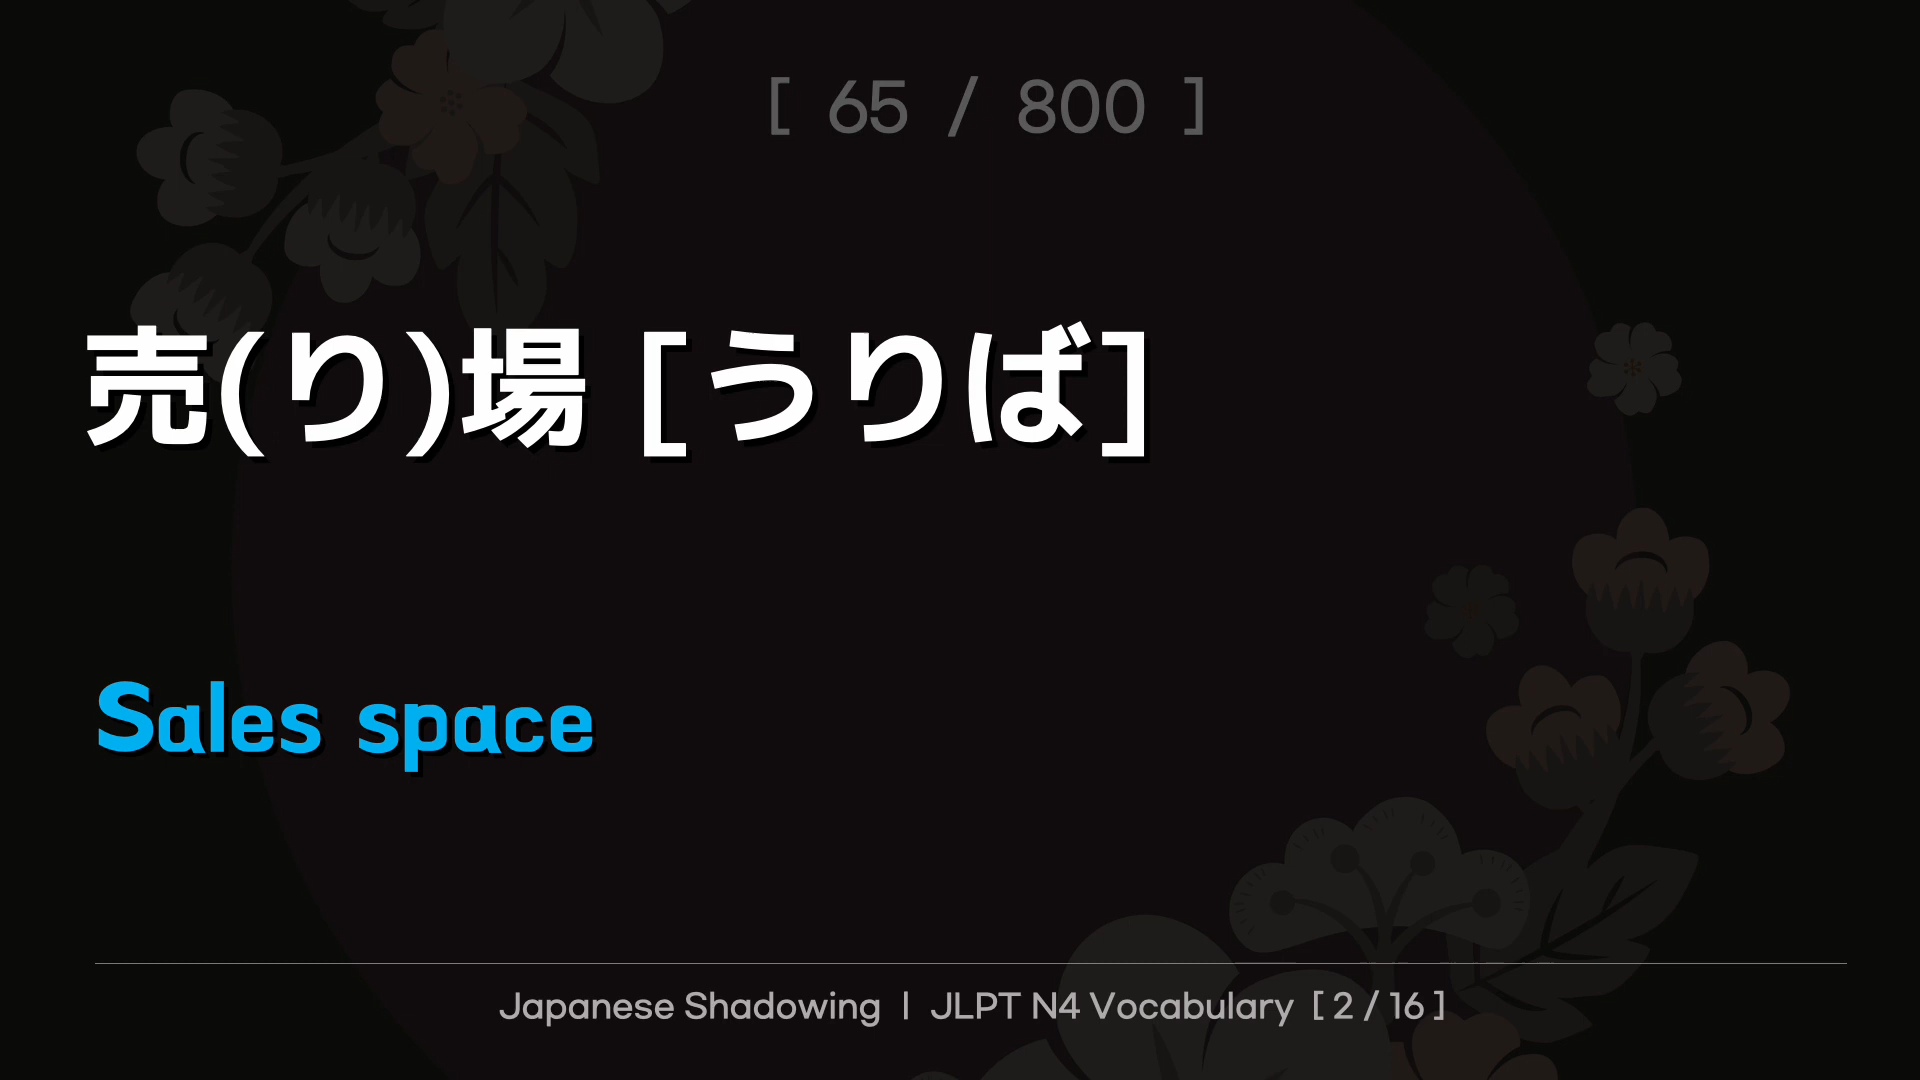 [ 65 / 800 ]
売(り)場 [うりば]
Sales space
Japanese Shadowing | JLPT N4 Vocabulary [ 2 / 16 ]